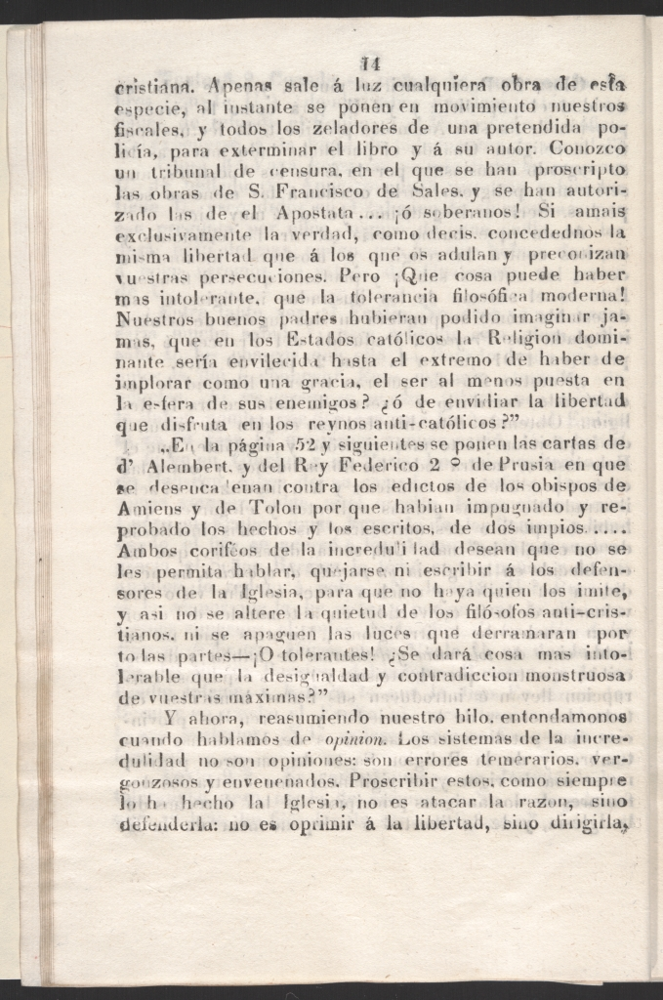 14
cristiana. Apenas sale á luz cualquiera obra de esta
especie, al instante se ponen en movimiento nuestros
fiscales, y todos los zeladores de una pretendida po-
licía, para exterminar el libro y á su autor. Conozco
un tribunal de censura, en el que se han proscripto
las obras de S. Francisco de Sales, y se han autori-
zado las de el Apostata... ¡ó soberanos! Si amais
exclusivamente la verdad, como decis, concedednos la
misma libertad que á los que os adulan y preconizan
vuestras persecuciones. Pero ¡Que cosa puede haber
mas intolerante, que la tolerancia filosófica moderna!
Nuestros buenos padres hubieran podido imaginar ja-
mas, que en los Estados católicos la Religion domi-
nante sería envilecida hasta el extremo de haber de
implorar como una gracia, el ser al menos puesta en
la esfera de sus enemigos? ¿ó de envidiar la libertad
que disfruta en los reynos anti-católicos?"
„En la página 52 y siguientes se ponen las cartas de
d' Alembert, y del Rey Federico 2º de Prusia en que
se desencadenan contra los edictos de los obispos de
Amiens y de Tolon por que habian impugnado y re-
probado los hechos y los escritos, de dos impios.....
Ambos coriféos de la incredulidad desean que no se
les permita hablar, quejarse, ni escribir á los defen-
sores de la Iglesia, para que no haya quien los imite,
y asi no se altere la quietud de los filósofos anti-cris-
tianos, ni se apaguen las luces que derramaran por
todas partes—¡O tolerantes! ¿Se dará cosa mas into-
lerable que la desigualdad y contradiccion monstruosa
de vuestras máximas?"
Y ahora, reasumiendo nuestro hilo, entendamonos
cuando hablamos de opinion. Los sistemas de la incre-
dulidad no son opiniones: son errores temerarios, ver-
gonzosos y envenenados. Proscribir estos, como siempre
lo ha hecho la Iglesia, no es atacar la razon, sino
defenderla: no es oprimir á la libertad, sino dirigirla,